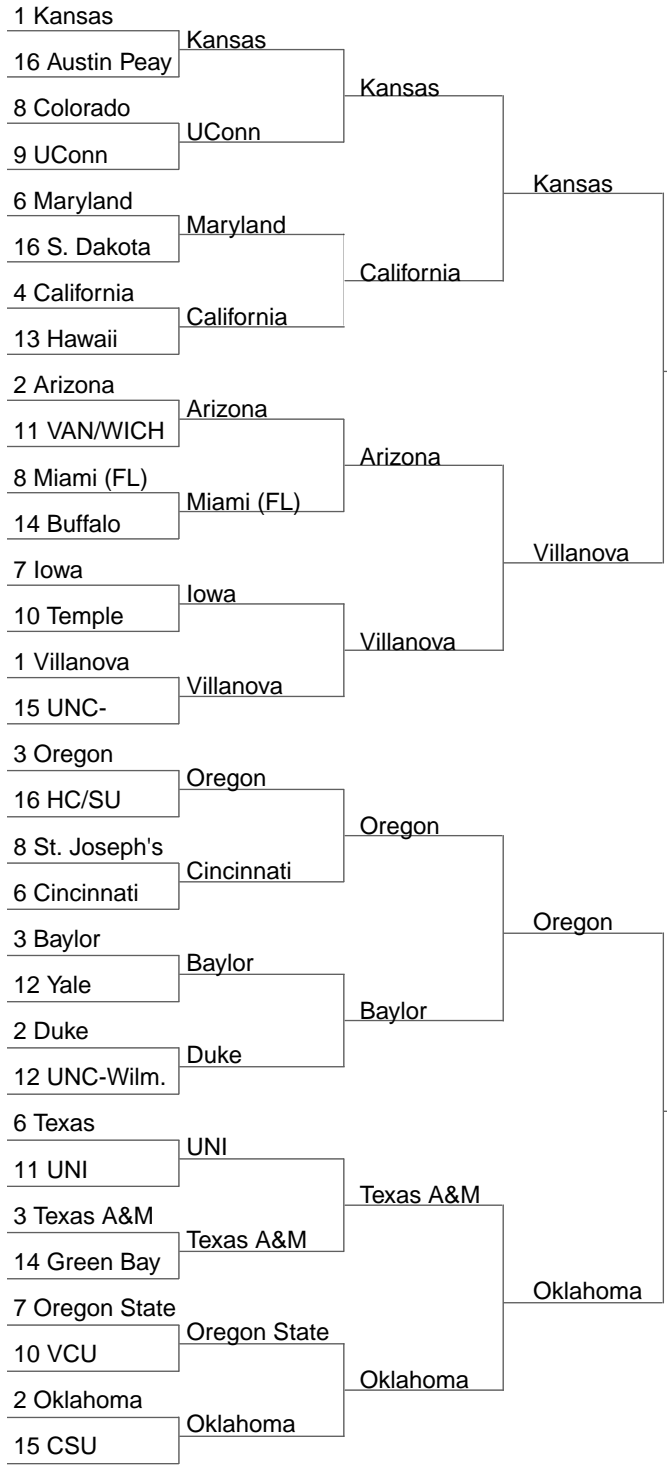 1 Kansas
16 Austin Peay
8 Colorado
9 UConn
6 Maryland
16 S. Dakota
4 California
13 Hawaii
2 Arizona
11 VAN/WICH
8 Miami (FL)
14 Buffalo
7 Iowa
10 Temple
1 Villanova
15 UNC-
3 Oregon
16 HC/SU
8 St. Joseph's
6 Cincinnati
3 Baylor
12 Yale
2 Duke
12 UNC-Wilm.
6 Texas
11 UNI
3 Texas A&M
14 Green Bay
7 Oregon State
10 VCU
2 Oklahoma
15 CSU
Kansas
UConn
Maryland
California
Arizona
Miami (FL)
Iowa
Villanova
Oregon
Cincinnati
Baylor
Duke
UNI
Texas A&M
Oregon State
Oklahoma
Kansas
California
Arizona
Villanova
Oregon
Baylor
Texas A&M
Oklahoma
Kansas
Villanova
Oregon
Oklahoma